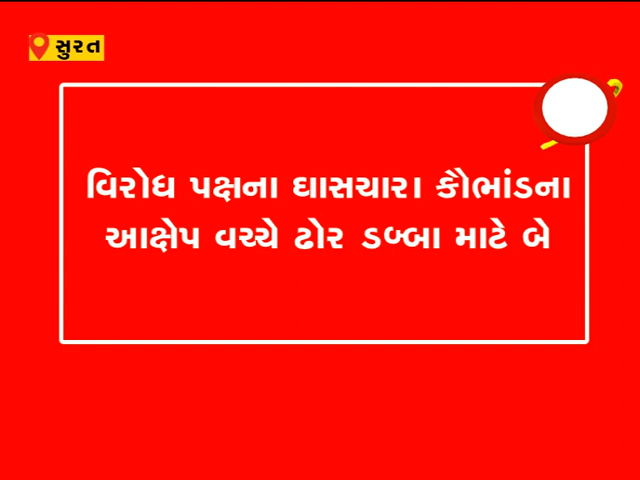 સુરત
વિરોધ પક્ષના ઘાસચારા કૌભાંડના
આક્ષેપ વચ્ચે ઢોર ડબ્બા માટે બે